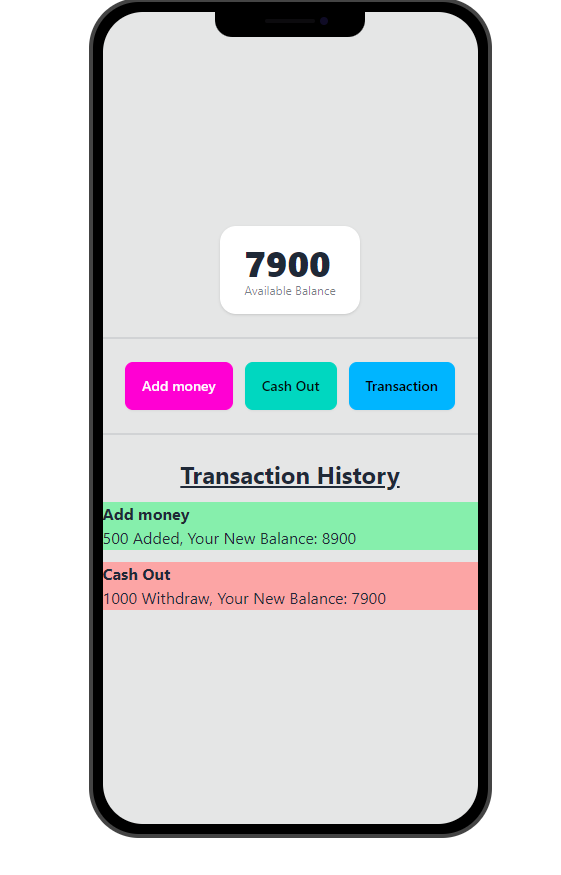 7900
Available Balance
Add money
Cash Out
Transaction
Transaction History
Add money
500 Added, Your New Balance: 8900
Cash Out
1000 Withdraw, Your New Balance: 7900